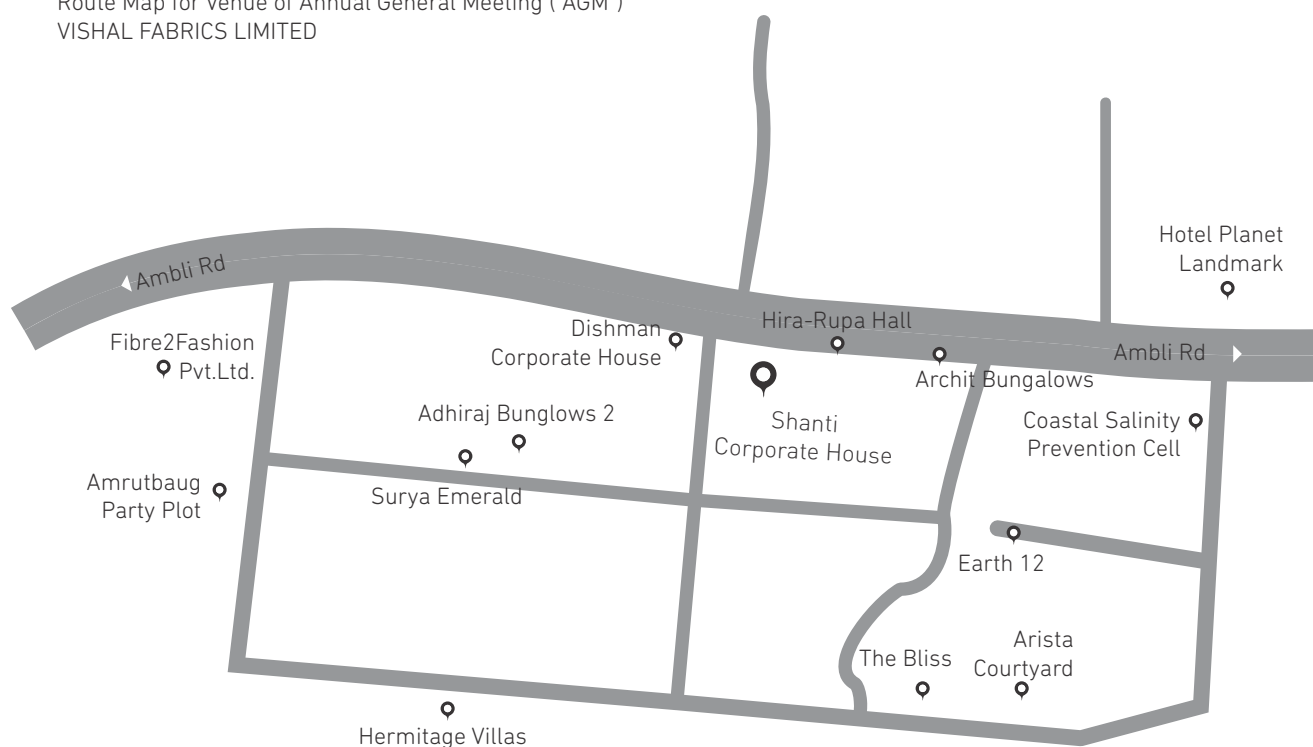 Route Map for Venue of Annual General Meeting ("AGM")
VISHAL FABRICS LIMITED
Hotel Planet
Landmark
Ambli Rd
Fibre2Fashion
Pvt.Ltd.
Dishman
Corporate House
Hira-Rupa Hall
Ambli Rd
Archit Bungalows
Adhiraj Bunglows 2
Shanti
Corporate House
Coastal Salinity
Prevention Cell
Surya Emerald
Amrutbaug
Party Plot
Earth 12
The Bliss
Arista
Courtyard
Hermitage Villas